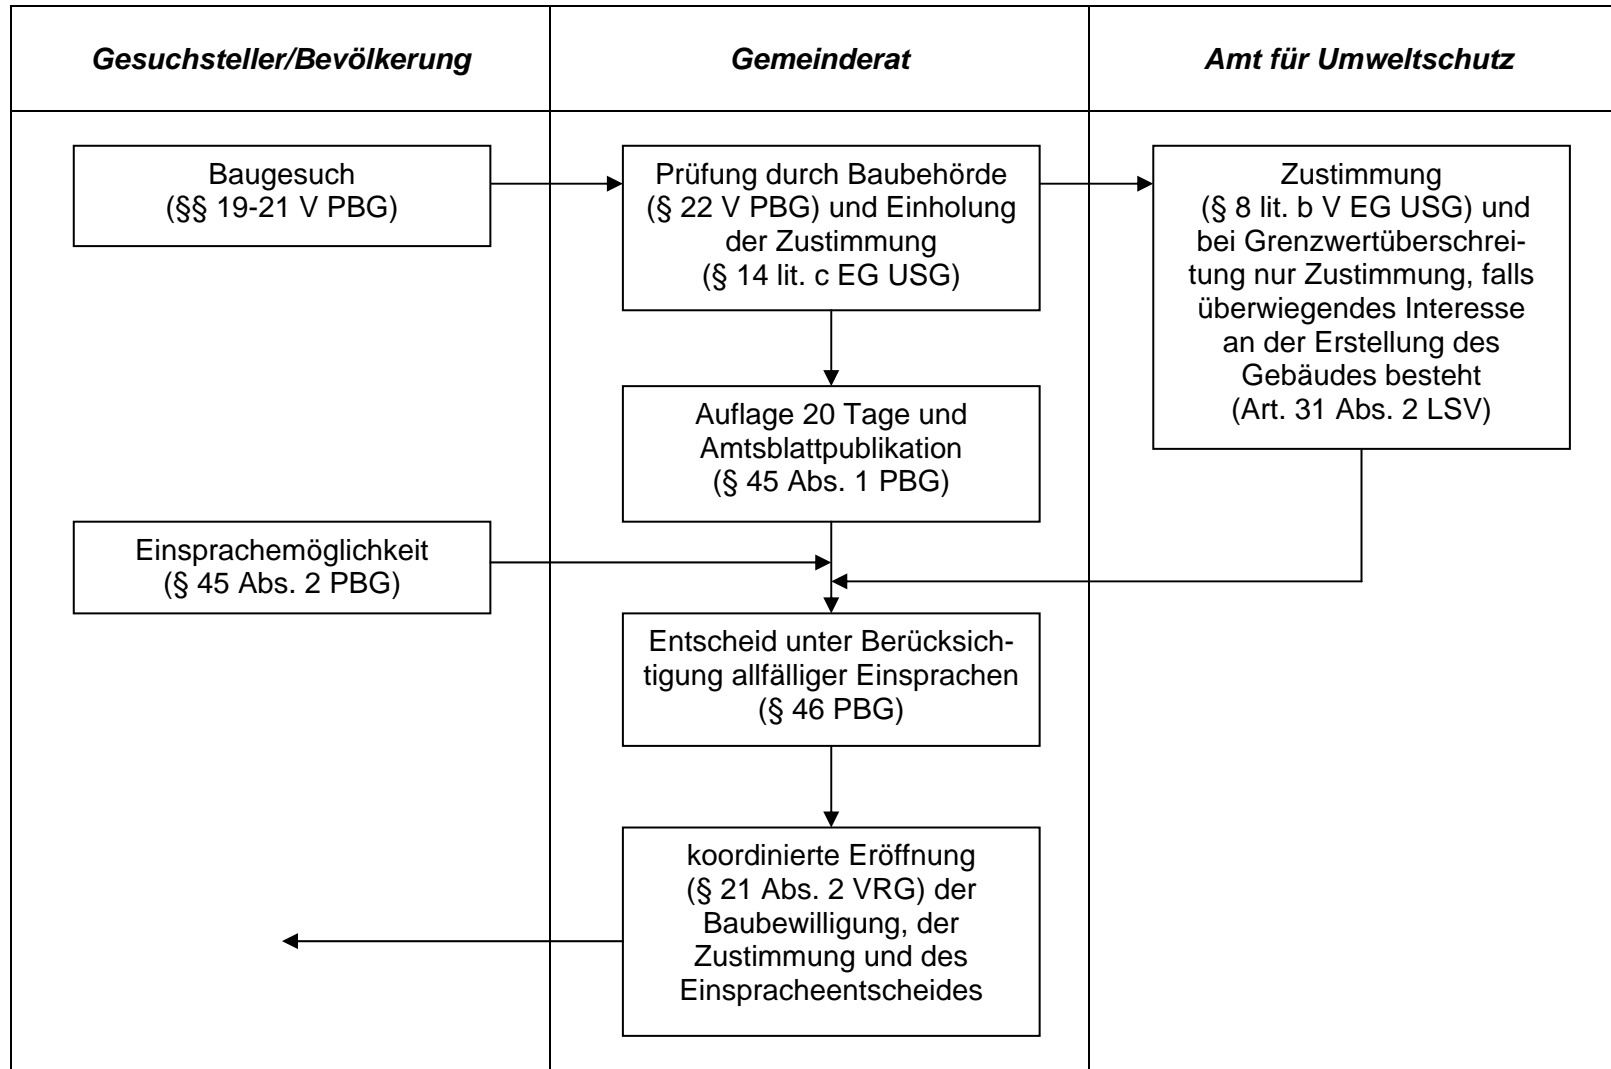 Gesuchsteller/Bevölkerung
Gemeinderat
Amt für Umweltschutz
Baugesuch
(§§ 19-21 V PBG)
Prüfung durch Baubehörde
(§ 22 V PBG) und Einholung
der Zustimmung
(§ 14 lit. c EG USG)
Zustimmung
(§ 8 lit. b V EG USG) und
bei Grenzwertüberschrei-
tung nur Zustimmung, falls
überwiegendes Interesse
an der Erstellung des
Gebäudes besteht
(Art. 31 Abs. 2 LSV)
Auflage 20 Tage und
Amtsblattpublikation
(§ 45 Abs. 1 PBG)
Einsprachemöglichkeit
(§ 45 Abs. 2 PBG)
Entscheid unter Berücksich-
tigung allfälliger Einsprachen
(§ 46 PBG)
koordinierte Eröffnung
(§ 21 Abs. 2 VRG) der
Baubewilligung, der
Zustimmung und des
Einspracheentscheides